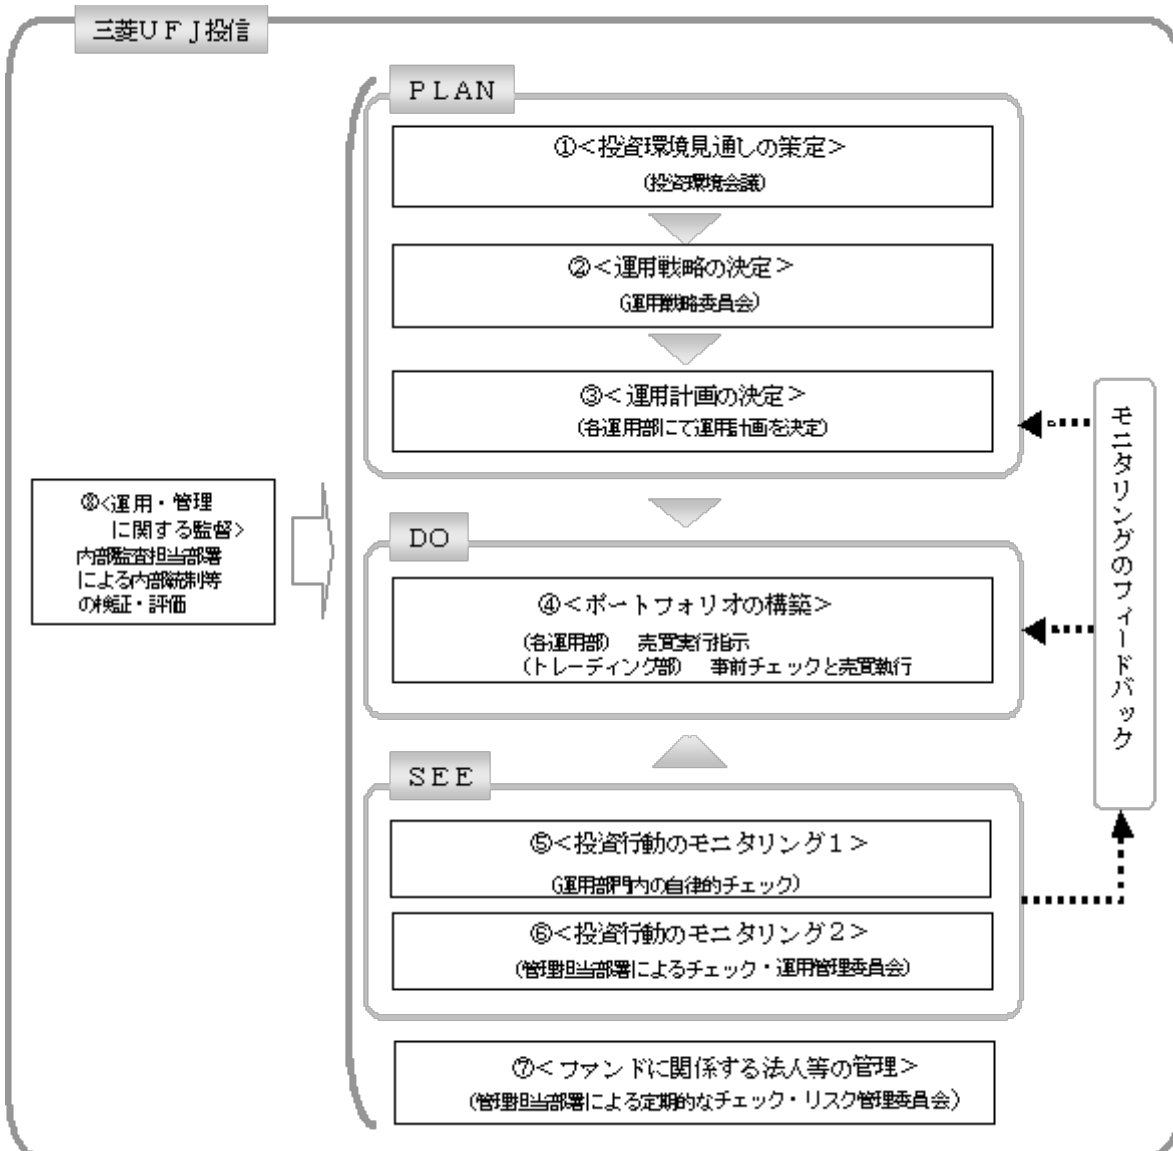 三菱UFJ投信
PLAN
①<投資環境見通しの策定>
(投資環境会議)
②<運用戦略の決定>
(運用戦略委員会)
③<運用計画の決定>
(各運用部にて運用計画を決定)
モニタリングのフィードバック
⑧<運用・管理
に関する監督>
内部監査担当部署
による内部統制等
の検証・評価
DO
④<ポートフォリオの構築>
(各運用部) 売買実行指示
(トレーディング部) 事前チェックと売買執行
SEE
⑤<投資行動のモニタリング1>
(運用部門内の自律的チェック)
⑥<投資行動のモニタリング2>
(管理担当部署によるチェック・運用管理委員会)
⑦<ファンドに関係する法人等の管理>
(管理担当部署による定期的なチェック・リスク管理委員会)